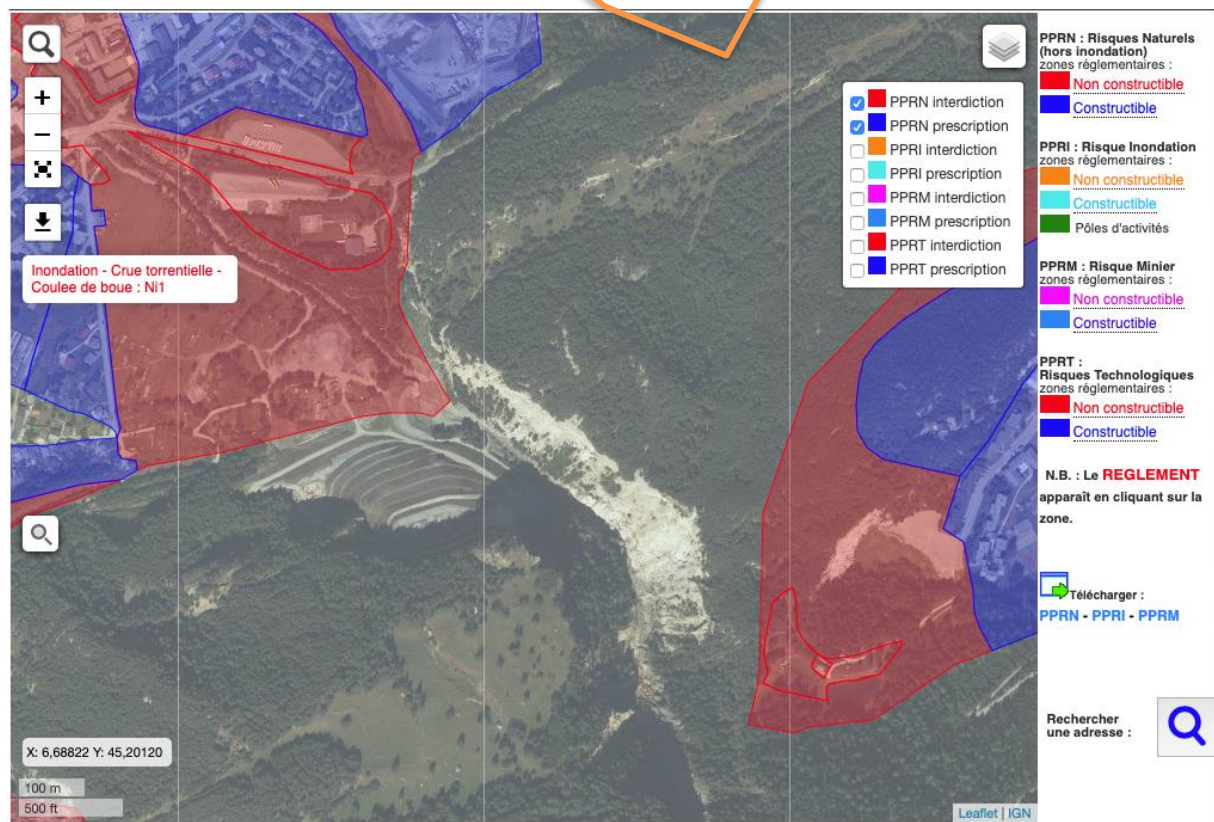 +
−
Inondation - Crue torrentielle -
Coulee de boue : Ni1
PPRN interdiction
PPRN prescription
PPRI interdiction
PPRI prescription
PPRM interdiction
PPRM prescription
PPRT interdiction
PPRT prescription
X: 6,68822 Y: 45,20120
100 m
500 ft
Leaflet | IGN
PPRN : Risques Naturels
(hors inondation)
zones réglementaires :
Non constructible
Constructible
PPRI : Risque Inondation
zones réglementaires :
Non constructible
Constructible
Pôles d'activités
PPRM : Risque Minier
zones réglementaires :
Non constructible
Constructible
PPRT :
Risques Technologiques
zones réglementaires :
Non constructible
Constructible
N.B. : Le REGLEMENT
apparaît en cliquant sur la
zone.
Télécharger :
PPRN - PPRI - PPRM
Rechercher
une adresse :